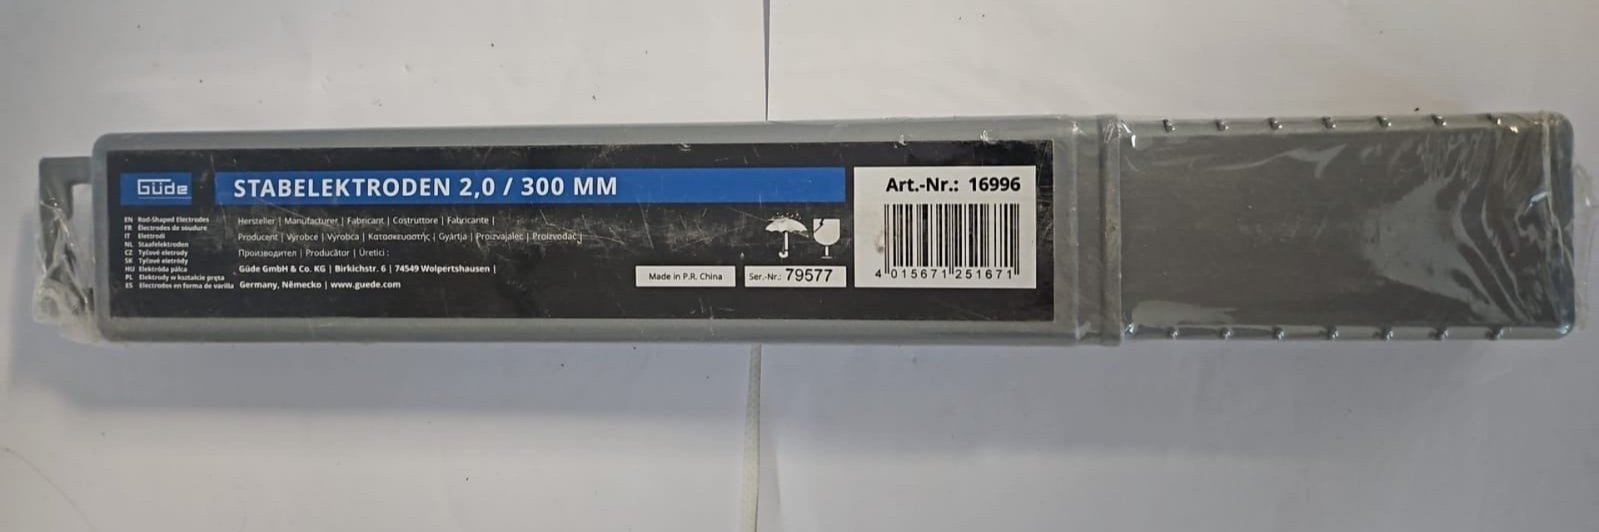 Güde
STABELEKTRODEN 2,0 / 300 MM
EN Rod-Shaped Electrodes
FR Électrodes de soudure
IT Elettrodi
NL Staafelektroden
CZ Tyčové elektrody
SK Tyčové elektródy
HU Elektróda pálca
PL Elektrody w kształcie pręta
ES Electrodes en forma de varilla
Hersteller | Manufacturer | Fabricant | Costruttore | Fabricante |
Producent | Výrobce | Výrobca | Κατασκευαστής | Gyártja | Proizvajalec | Proizvođač |
Производител | Producător | Üretici :
Güde GmbH & Co. KG | Birkichstr. 6 | 74549 Wolpertshausen |
Germany, Německo | www.guede.com
Made in P.R. China
Ser.-Nr.: 79577
Art.-Nr.: 16996
4 015671 251671